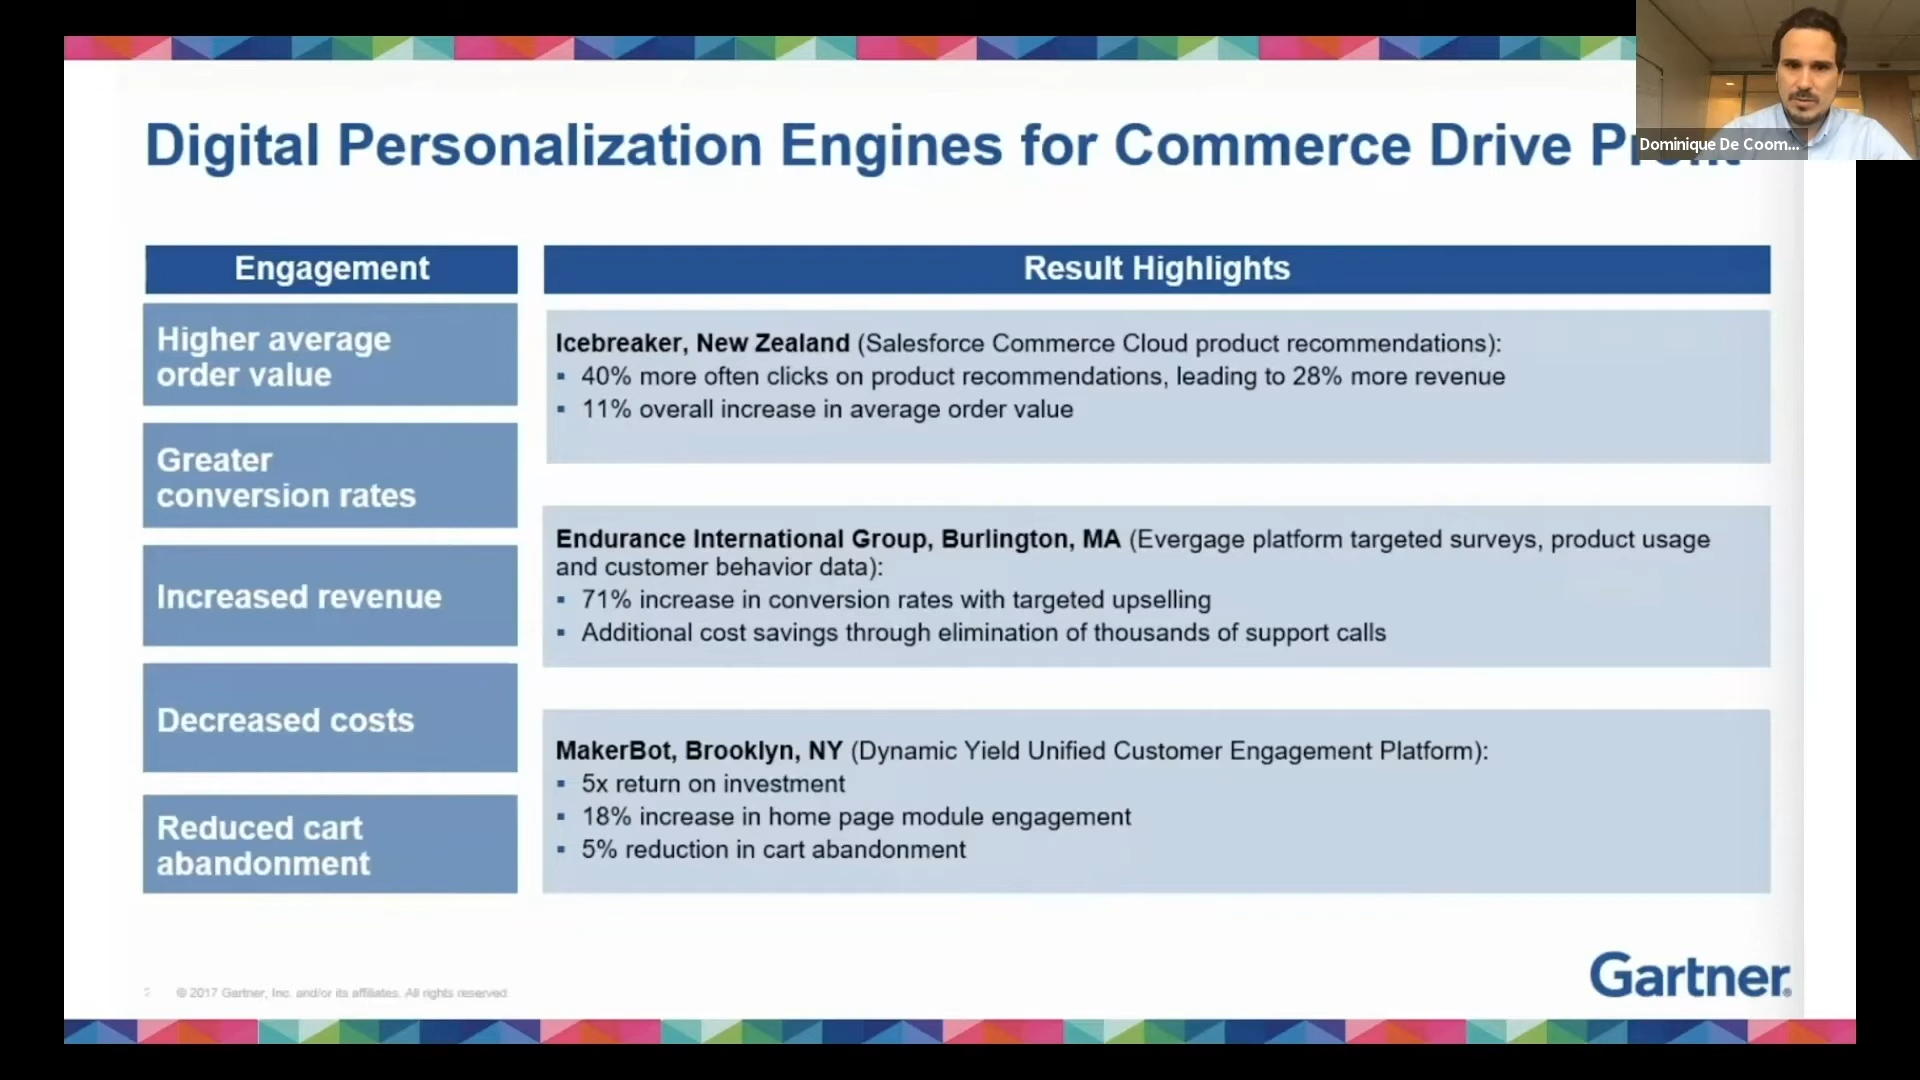 Digital Personalization Engines for Commerce Drive
Dominique De Coom...
Engagement
Result Highlights
Higher average
order value
Greater
conversion rates
Increased revenue
Decreased costs
Reduced cart
abandonment
Icebreaker, New Zealand (Salesforce Commerce Cloud product recommendations):
▪ 40% more often clicks on product recommendations, leading to 28% more revenue
▪ 11% overall increase in average order value
Endurance International Group, Burlington, MA (Evergage platform targeted surveys, product usage
and customer behavior data):
▪ 71% increase in conversion rates with targeted upselling
▪ Additional cost savings through elimination of thousands of support calls
MakerBot, Brooklyn, NY (Dynamic Yield Unified Customer Engagement Platform):
▪ 5x return on investment
▪ 18% increase in home page module engagement
▪ 5% reduction in cart abandonment
2 © 2017 Gartner, Inc. and/or its affiliates. All rights reserved.
Gartner®